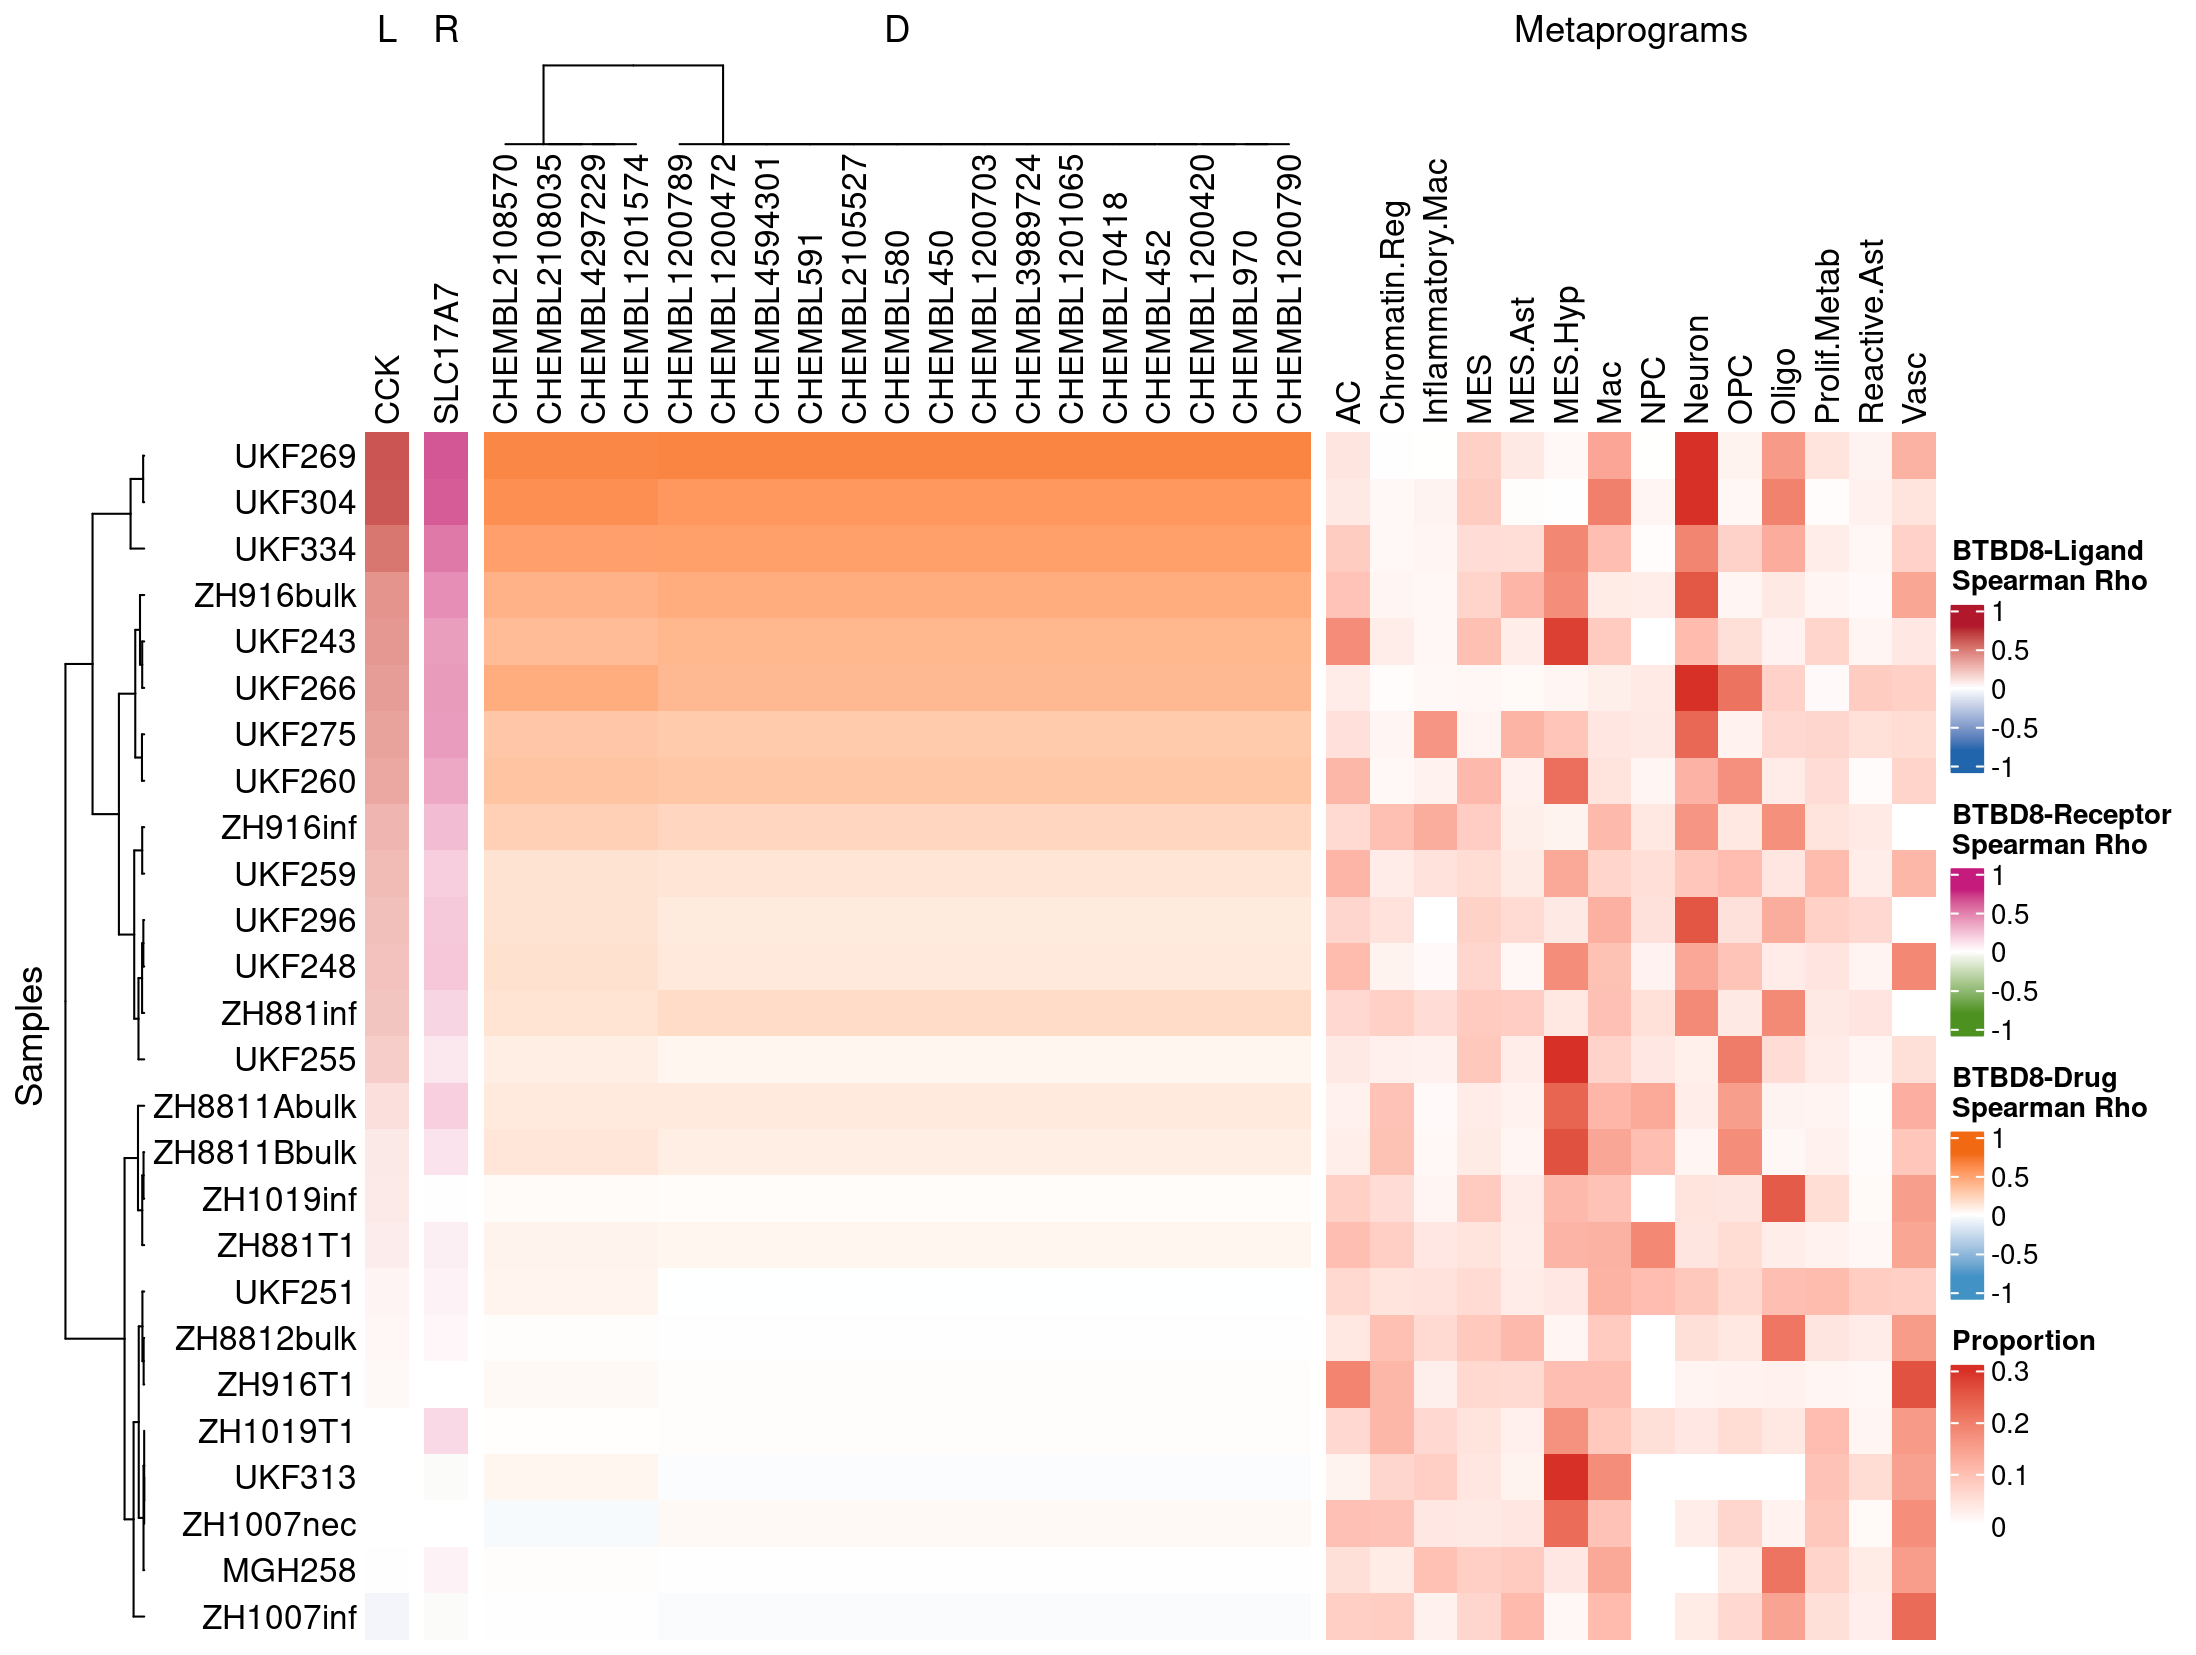 L R D Metaprograms
CCK
SLC17A7
CHEMBL2108570
CHEMBL2108035
CHEMBL4297229
CHEMBL1201574
CHEMBL1200789
CHEMBL1200472
CHEMBL4594301
CHEMBL591
CHEMBL2105527
CHEMBL580
CHEMBL450
CHEMBL1200703
CHEMBL3989724
CHEMBL1201065
CHEMBL70418
CHEMBL452
CHEMBL1200420
CHEMBL970
CHEMBL1200790
AC
Chromatin.Reg
Inflammatory.Mac
MES
MES.Ast
MES.Hyp
Mac
NPC
Neuron
OPC
Oligo
Prolif.Metab
Reactive.Ast
Vasc
Samples
UKF269
UKF304
UKF334
ZH916bulk
UKF243
UKF266
UKF275
UKF260
ZH916inf
UKF259
UKF296
UKF248
ZH881inf
UKF255
ZH8811Abulk
ZH8811Bbulk
ZH1019inf
ZH881T1
UKF251
ZH8812bulk
ZH916T1
ZH1019T1
UKF313
ZH1007nec
MGH258
ZH1007inf
BTBD8-Ligand
Spearman Rho
1
0.5
0
-0.5
-1
BTBD8-Receptor
Spearman Rho
1
0.5
0
-0.5
-1
BTBD8-Drug
Spearman Rho
1
0.5
0
-0.5
-1
Proportion
0.3
0.2
0.1
0